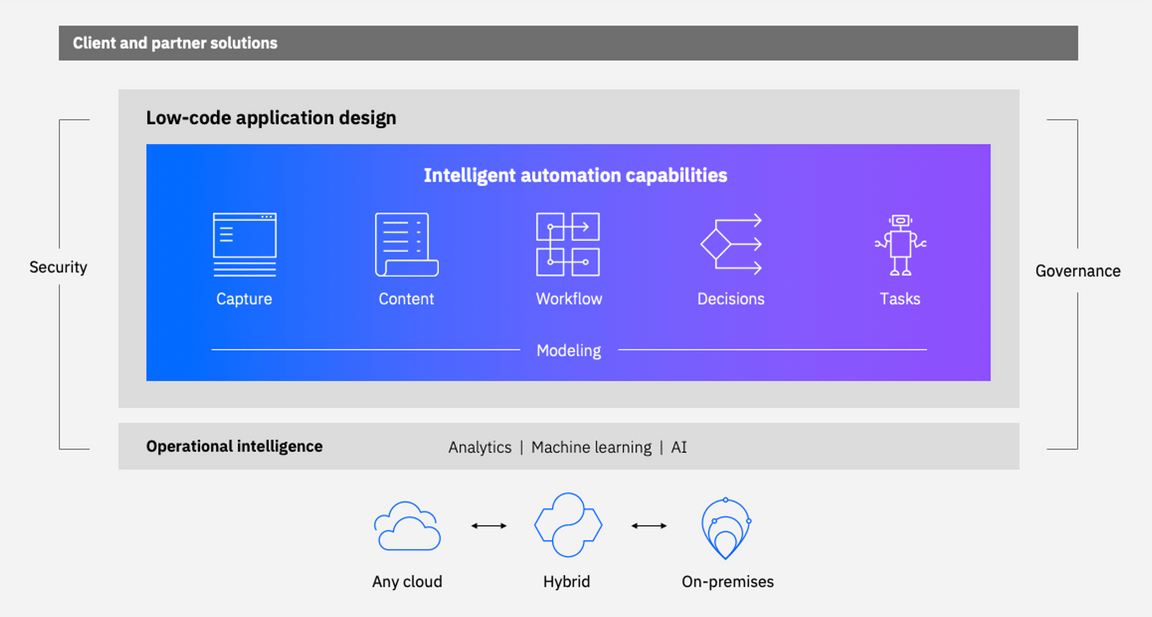 Client and partner solutions
Low-code application design
Intelligent automation capabilities
Capture
Content
Workflow
Decisions
Tasks
Modeling
Security
Governance
Operational intelligence
Analytics | Machine learning | AI
Any cloud
Hybrid
On-premises